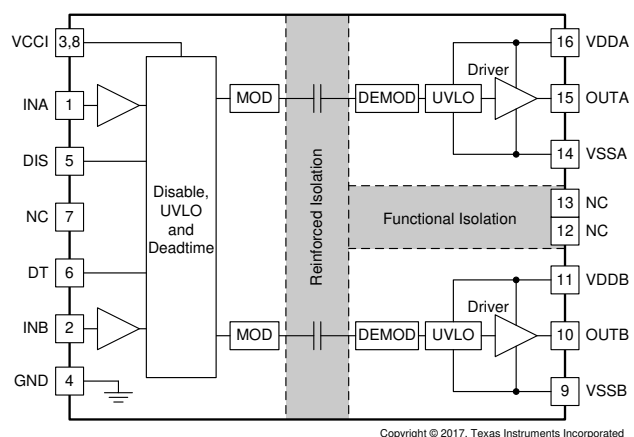 VCCI 3,8
INA 1
DIS 5
NC 7
DT 6
INB 2
GND 4
Disable,
UVLO
and
Deadtime
MOD
MOD
Reinforced Isolation
DEMOD
UVLO
Driver
16 VDDA
15 OUTA
14 VSSA
Functional Isolation
13 NC
12 NC
DEMOD
UVLO
Driver
11 VDDB
10 OUTB
9 VSSB
Copyright © 2017, Texas Instruments Incorporated